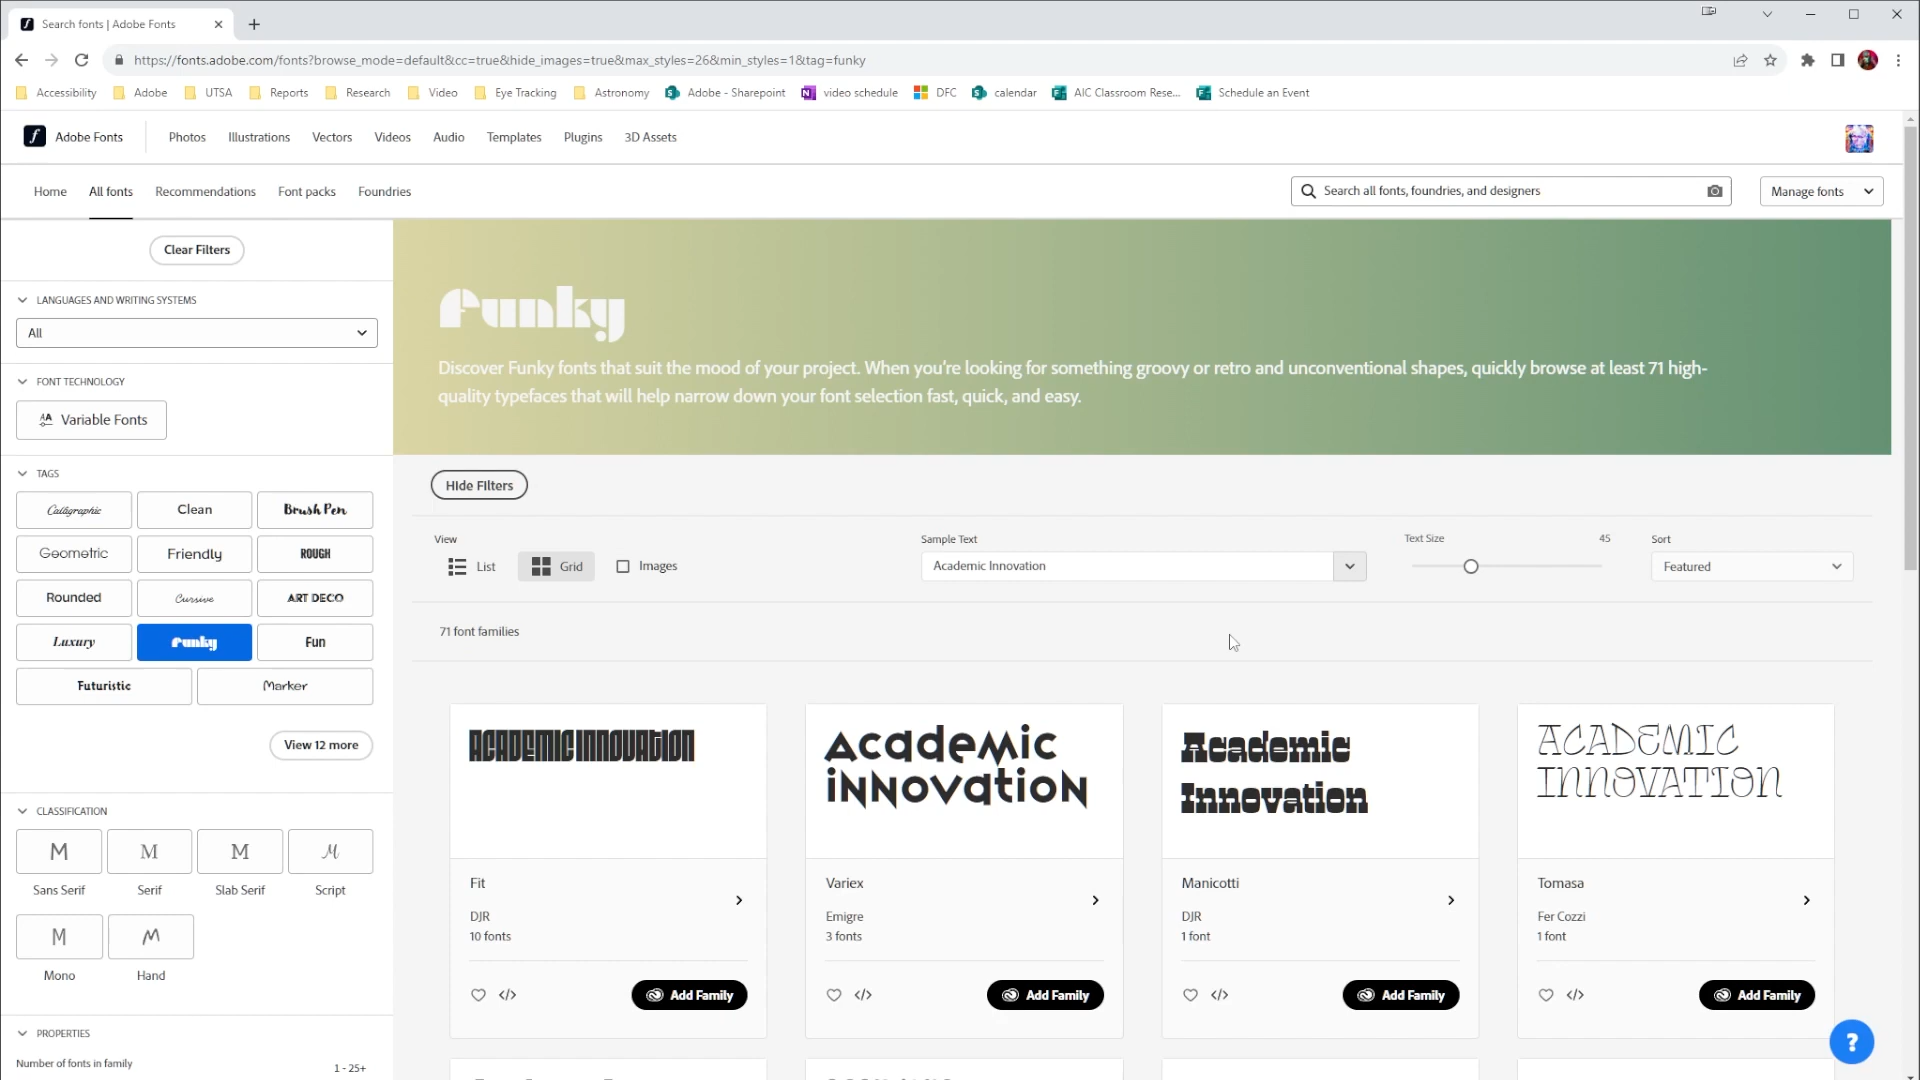 Search fonts | Adobe Fonts
https://fonts.adobe.com/fonts?browse_mode=default&cc=true&hide_images=true&max_styles=26&min_styles=1&tag=funky
Accessibility Adobe UTSA Reports Research Video Eye Tracking Astronomy Adobe - Sharepoint video schedule DFC calendar AIC Classroom Rese... Schedule an Event
Adobe Fonts Photos Illustrations Vectors Videos Audio Templates Plugins 3D Assets
Home All fonts Recommendations Font packs Foundries Search all fonts, foundries, and designers Manage fonts
Clear Filters
LANGUAGES AND WRITING SYSTEMS
All
FONT TECHNOLOGY
Variable Fonts
TAGS
Calligraphic Clean Brush Pen
Geometric Friendly ROUGH
Rounded Cursive ART DECO
Luxury Funky Fun
Futuristic Marker
View 12 more
CLASSIFICATION
M M M M
Sans Serif Serif Slab Serif Script
M M
Mono Hand
PROPERTIES
Number of fonts in family 1 - 25+
funky
Discover Funky fonts that suit the mood of your project. When you're looking for something groovy or retro and unconventional shapes, quickly browse at least 71 high-
quality typefaces that will help narrow down your font selection fast, quick, and easy.
Hide Filters
View Sample Text Text Size 45 Sort
List Grid Images Academic Innovation Featured
71 font families
Academic Innovation
Fit
DJR
10 fonts
Add Family
Academic
Innovation
Variex
Emigre
3 fonts
Add Family
Academic
Innovation
Manicotti
DJR
1 font
Add Family
ACADEMIC
INNOVATION
Tomasa
Fer Cozzi
1 font
Add Family
?